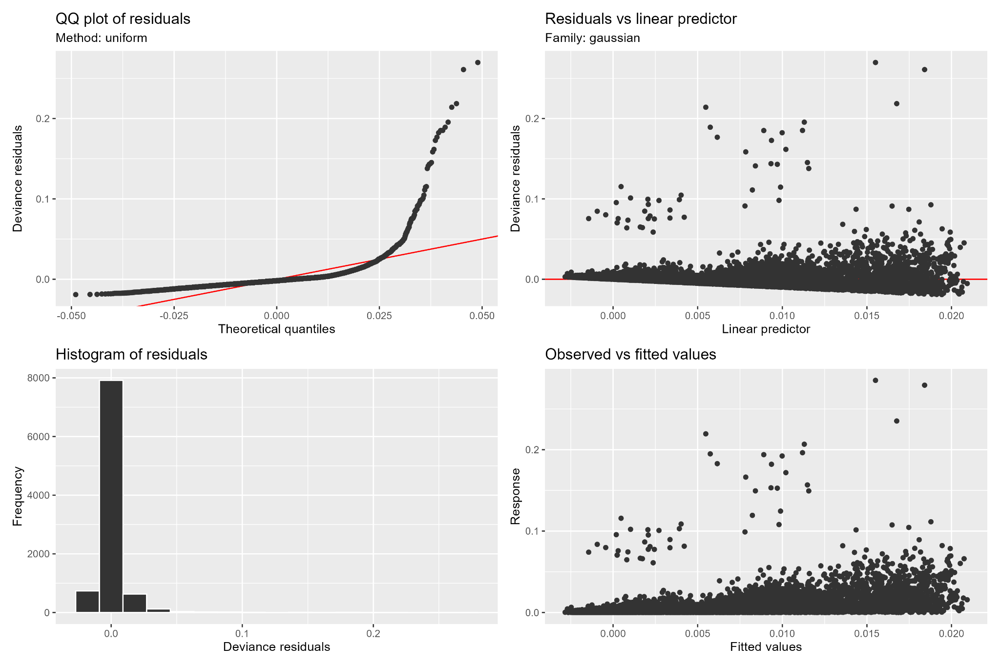 QQ plot of residuals
Method: uniform
0.2
0.1
0.0
Deviance residuals
-0.050 -0.025 0.000 0.025 0.050
Theoretical quantiles
Residuals vs linear predictor
Family: gaussian
0.2
0.1
0.0
Deviance residuals
0.000 0.005 0.010 0.015 0.020
Linear predictor
Histogram of residuals
8000
6000
4000
2000
0
Frequency
0.0 0.1 0.2
Deviance residuals
Observed vs fitted values
0.2
0.1
0.0
Response
0.000 0.005 0.010 0.015 0.020
Fitted values